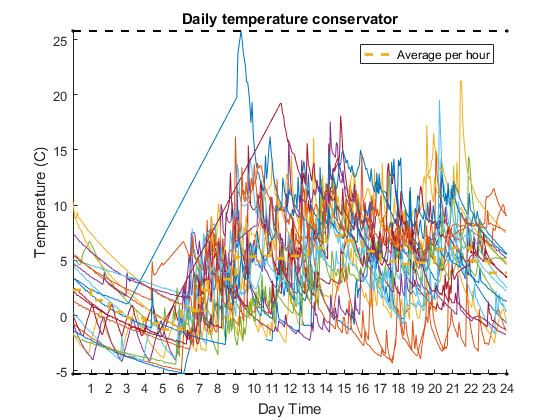 Daily temperature conservator
Average per hour
Temperature (C)
25
20
15
10
5
0
-5
1 2 3 4 5 6 7 8 9 10 11 12 13 14 15 16 17 18 19 20 21 22 23 24
Day Time